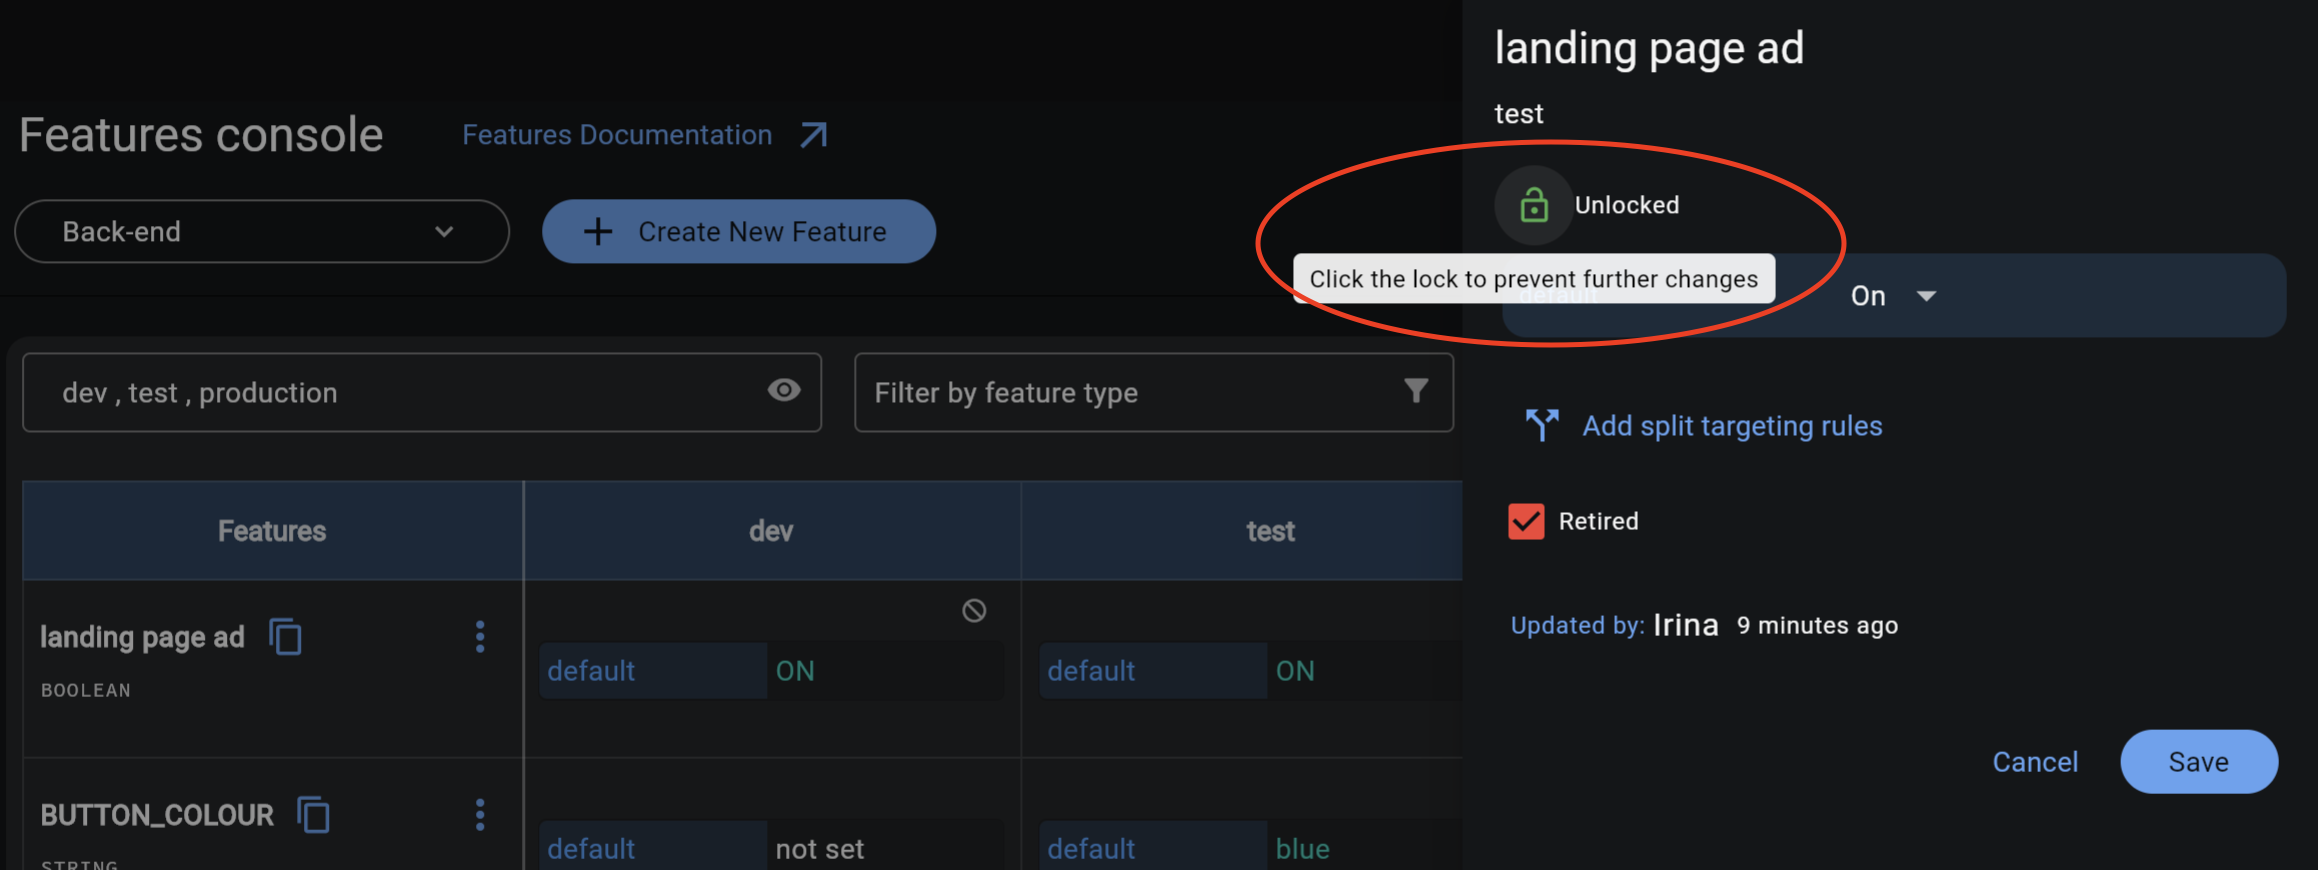 Features console
Features Documentation
Back-end
Create New Feature
dev , test , production
Filter by feature type
Features
dev
test
landing page ad
BOOLEAN
default
ON
default
ON
BUTTON_COLOUR
STRING
default
not set
default
blue
landing page ad
test
Unlocked
Click the lock to prevent further changes
default
On
Add split targeting rules
Retired
Updated by: Irina 9 minutes ago
Cancel
Save